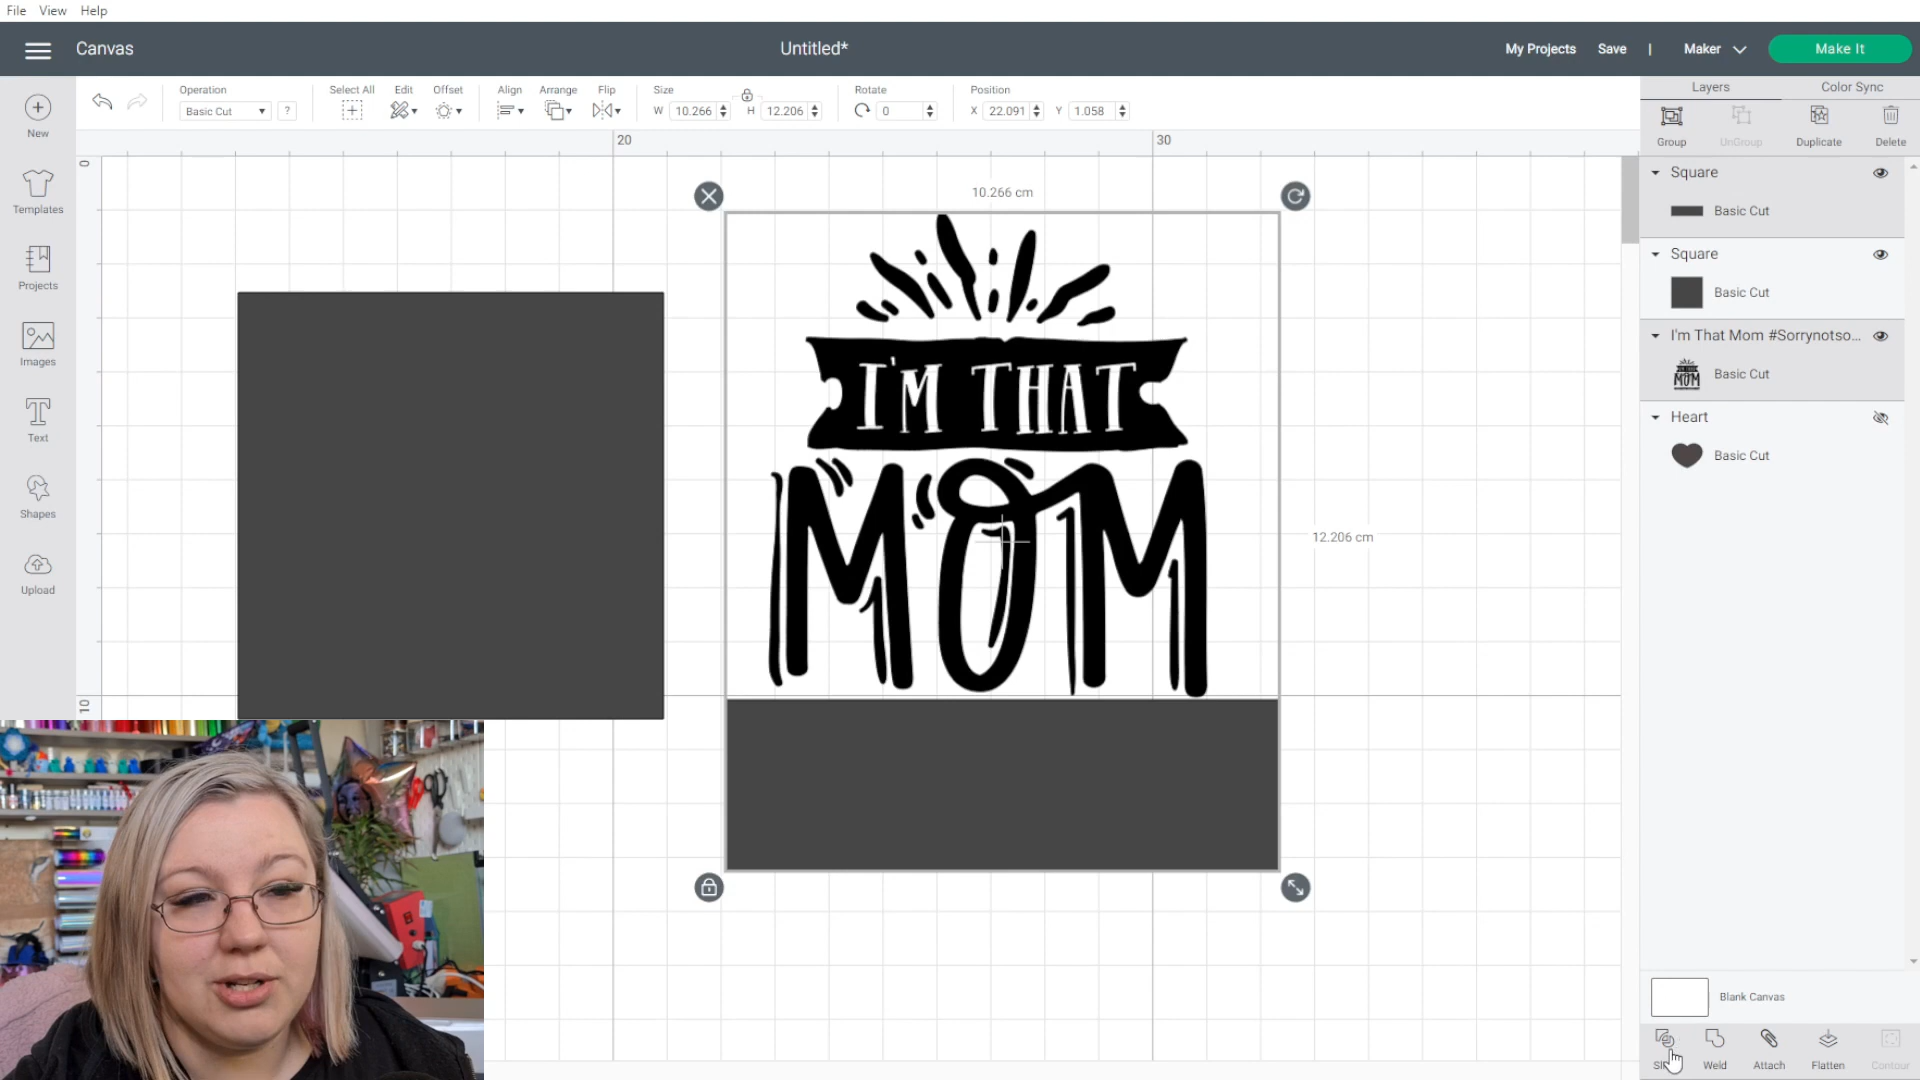 File View Help
Canvas
Untitled*
My Projects Save | Maker
Make It
New
Templates
Projects
Images
Text
Shapes
Upload
Operation
Basic Cut
?
Select All
Edit
Offset
Align
Arrange
Flip
Size
W 10.266
H 12.206
Rotate
0
Position
X 22.091
Y 1.058
Layers Color Sync
Group UnGroup Duplicate Delete
20
30
0
10
10.266 cm
12.206 cm
I'M THAT
MOM
Square
Basic Cut
Square
Basic Cut
I'm That Mom #Sorrynotso...
Basic Cut
Heart
Basic Cut
Blank Canvas
Weld Attach Flatten Contour